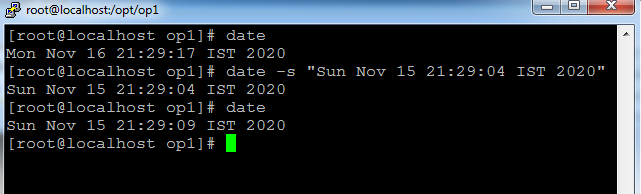 root@localhost:/opt/op1
[root@localhost op1]# date
Mon Nov 16 21:29:17 IST 2020
[root@localhost op1]# date -s "Sun Nov 15 21:29:04 IST 2020"
Sun Nov 15 21:29:04 IST 2020
[root@localhost op1]# date
Sun Nov 15 21:29:09 IST 2020
[root@localhost op1]#